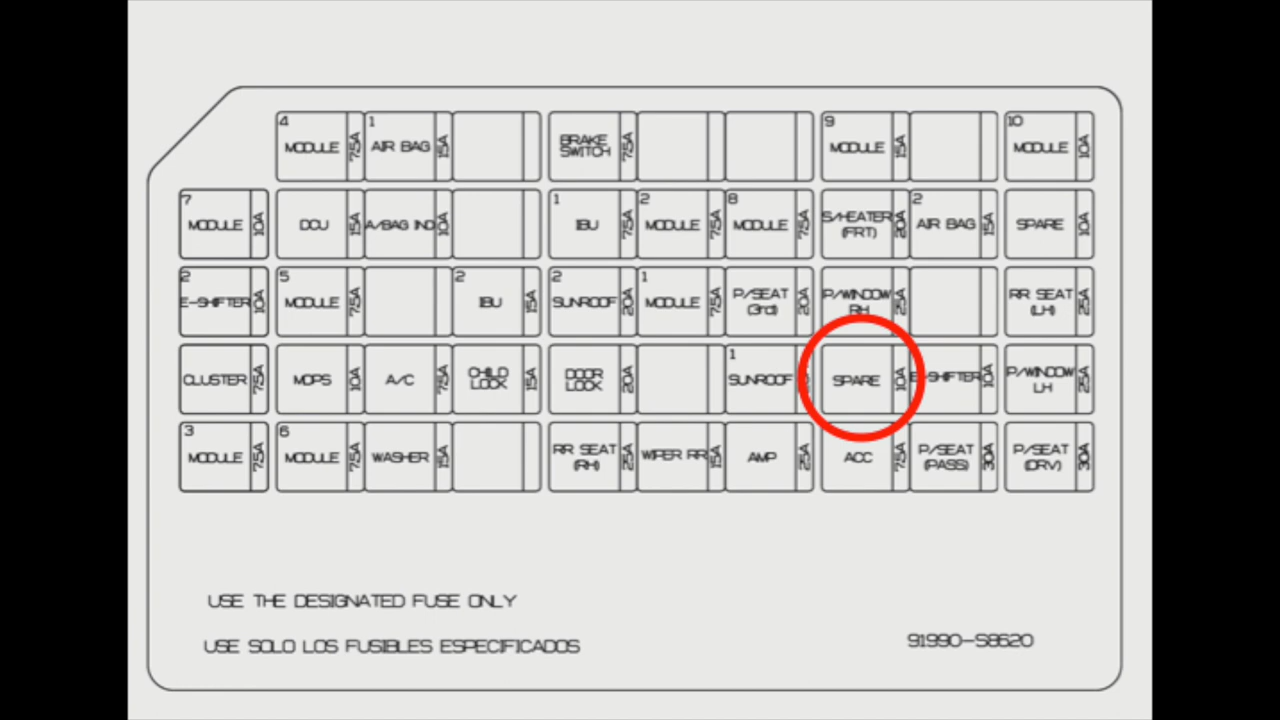 4 MODULE 7.5A 1 AIR BAG 15A BRAKE SWITCH 7.5A 9 MODULE 15A 10 MODULE 10A
7 MODULE 10A DCU 15A A/BAG IND 10A 1 IBU 7.5A 2 MODULE 7.5A 8 MODULE 7.5A S/HEATER (FRT) 20A 2 AIR BAG 15A SPARE 10A
2 E-SHIFTER 10A 5 MODULE 7.5A 2 IBU 15A 2 SUNROOF 20A 1 MODULE 7.5A P/SEAT (3rd) 20A P/WINDOW RH 25A RR SEAT (LH) 25A
CLUSTER 7.5A MDPS 10A A/C 7.5A CHILD LOCK 15A DOOR LOCK 20A 1 SUNROOF SPARE 10A E-SHIFTER 10A P/WINDOW LH 25A
3 MODULE 7.5A 6 MODULE 7.5A WASHER 15A RR SEAT (RH) 25A WIPER RR 15A AMP 25A ACC 7.5A P/SEAT (PASS) 30A P/SEAT (DRV) 30A
USE THE DESIGNATED FUSE ONLY
USE SOLO LOS FUSIBLES ESPECIFICADOS
91990-S8620